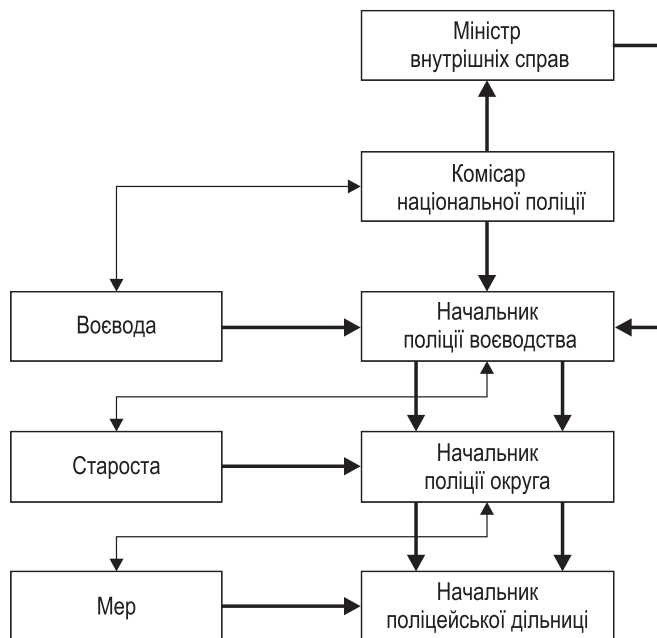 Міністр
внутрішніх справ
Комісар
національної поліції
Воєвода
Начальник
поліції воєводства
Староста
Начальник
поліції округа
Мер
Начальник
поліцейської дільниці